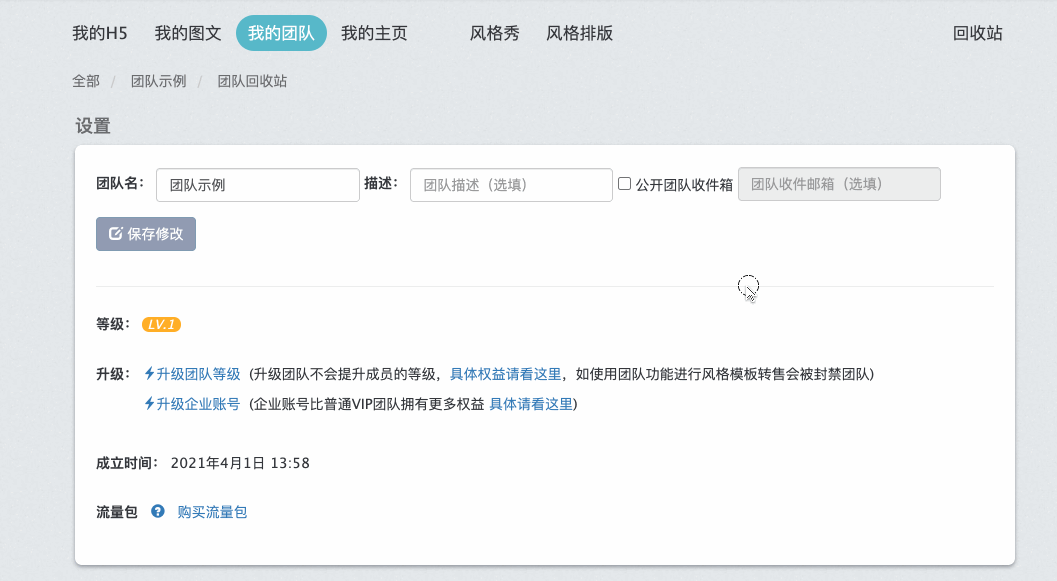 我的H5 我的图文 我的团队 我的主页 风格秀 风格排版 回收站
全部 / 团队示例 / 团队回收站
设置
团队名： 团队示例 描述： 团队描述（选填） 公开团队收件箱 团队收件邮箱（选填）
保存修改
等级： LV.1
升级： 升级团队等级 (升级团队不会提升成员的等级，具体权益请看这里，如使用团队功能进行风格模板转售会被封禁团队)
升级企业账号 (企业账号比普通VIP团队拥有更多权益 具体请看这里)
成立时间： 2021年4月1日 13:58
流量包 ? 购买流量包